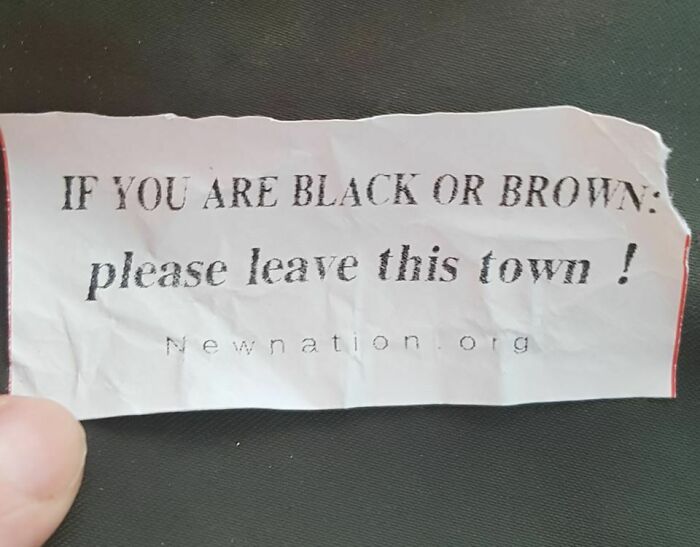 IF YOU ARE BLACK OR BROWN:
please leave this town !
Newnation.org